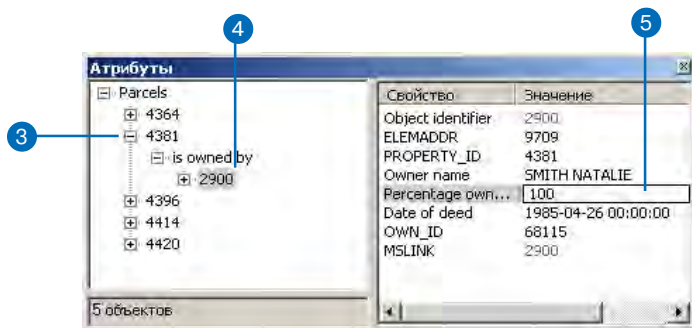 4
5
Атрибуты
Parcels
4364
3
4381
is owned by
2900
4396
4414
4420
5 объектов
Свойство Значение
Object identifier 2900
ELEMADDR 9709
PROPERTY_ID 4381
Owner name SMITH NATALIE
Percentage own... 100
Date of deed 1985-04-26 00:00:00
OWN_ID 68115
MSLINK 2900